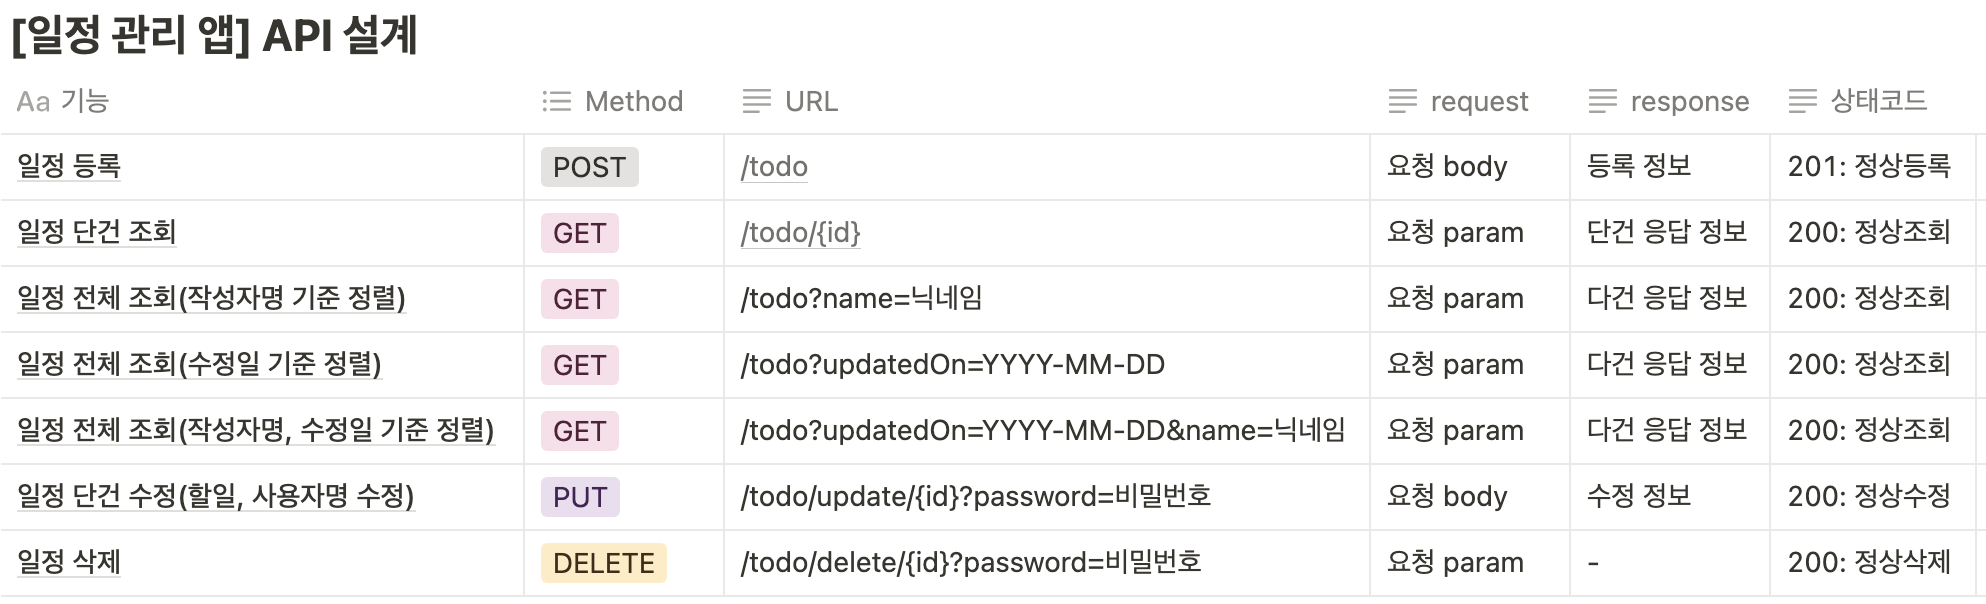 [일정 관리 앱] API 설계
Aa 기능 Method URL request response 상태코드
일정 등록 POST /todo 요청 body 등록 정보 201: 정상등록
일정 단건 조회 GET /todo/{id} 요청 param 단건 응답 정보 200: 정상조회
일정 전체 조회(작성자명 기준 정렬) GET /todo?name=닉네임 요청 param 다건 응답 정보 200: 정상조회
일정 전체 조회(수정일 기준 정렬) GET /todo?updatedOn=YYYY-MM-DD 요청 param 다건 응답 정보 200: 정상조회
일정 전체 조회(작성자명, 수정일 기준 정렬) GET /todo?updatedOn=YYYY-MM-DD&name=닉네임 요청 param 다건 응답 정보 200: 정상조회
일정 단건 수정(할일, 사용자명 수정) PUT /todo/update/{id}?password=비밀번호 요청 body 수정 정보 200: 정상수정
일정 삭제 DELETE /todo/delete/{id}?password=비밀번호 요청 param - 200: 정상삭제